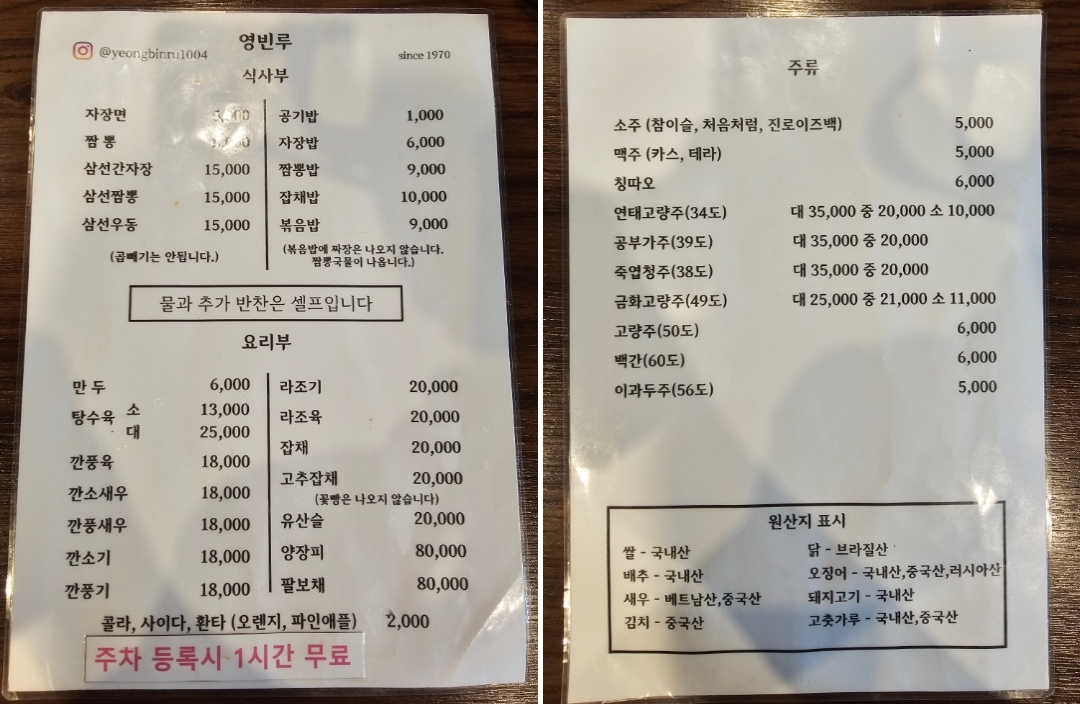 영빈루
@yeongbinru1004
since 1970
식사부
자장면
짬 뽕
삼선간자장 15,000
삼선짬뽕 15,000
삼선우동 15,000
(곱빼기는 안됩니다.)
공기밥 1,000
자장밥 6,000
짬뽕밥 9,000
잡채밥 10,000
볶음밥 9,000
(볶음밥에 짜장은 나오지 않습니다.
짬뽕국물이 나옵니다.)
물과 추가 반찬은 셀프입니다
요리부
만 두 6,000
탕수육 소 13,000
대 25,000
깐풍육 18,000
깐소새우 18,000
깐풍새우 18,000
깐소기 18,000
깐풍기 18,000
라조기 20,000
라조육 20,000
잡채 20,000
고추잡채 20,000
(꽃빵은 나오지 않습니다)
유산슬 20,000
양장피 80,000
팔보채 80,000
콜라, 사이다, 환타 (오렌지, 파인애플) 2,000
주차 등록시 1시간 무료
주류
소주 (참이슬, 처음처럼, 진로이즈백) 5,000
맥주 (카스, 테라) 5,000
칭따오 6,000
연태고량주(34도) 대 35,000 중 20,000 소 10,000
공부가주(39도) 대 35,000 중 20,000
죽엽청주(38도) 대 35,000 중 20,000
금화고량주(49도) 대 25,000 중 21,000 소 11,000
고량주(50도) 6,000
백간(60도) 6,000
이과두주(56도) 5,000
원산지 표시
쌀 - 국내산
배추 - 국내산
새우 - 베트남산,중국산
김치 - 중국산
닭 - 브라질산
오징어 - 국내산,중국산,러시아산
돼지고기 - 국내산
고춧가루 - 국내산,중국산